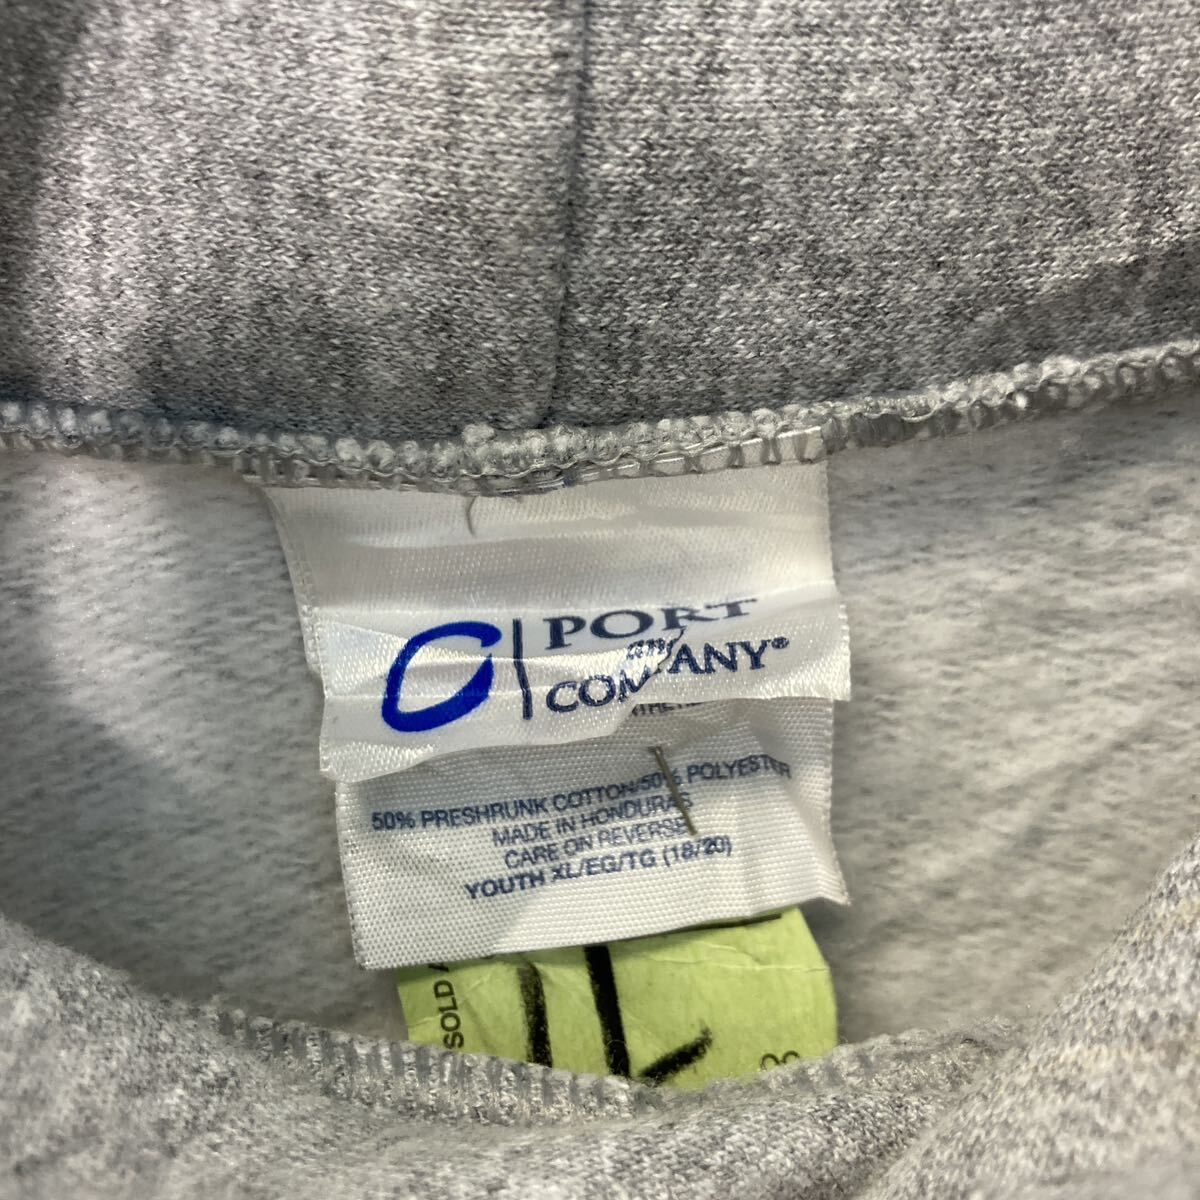 PORT
and
COMPANY®
50% PRESHRUNK COTTON/50% POLYESTER
MADE IN HONDURAS
CARE ON REVERSE
YOUTH XL/EG/TG (18/20)
SOLD